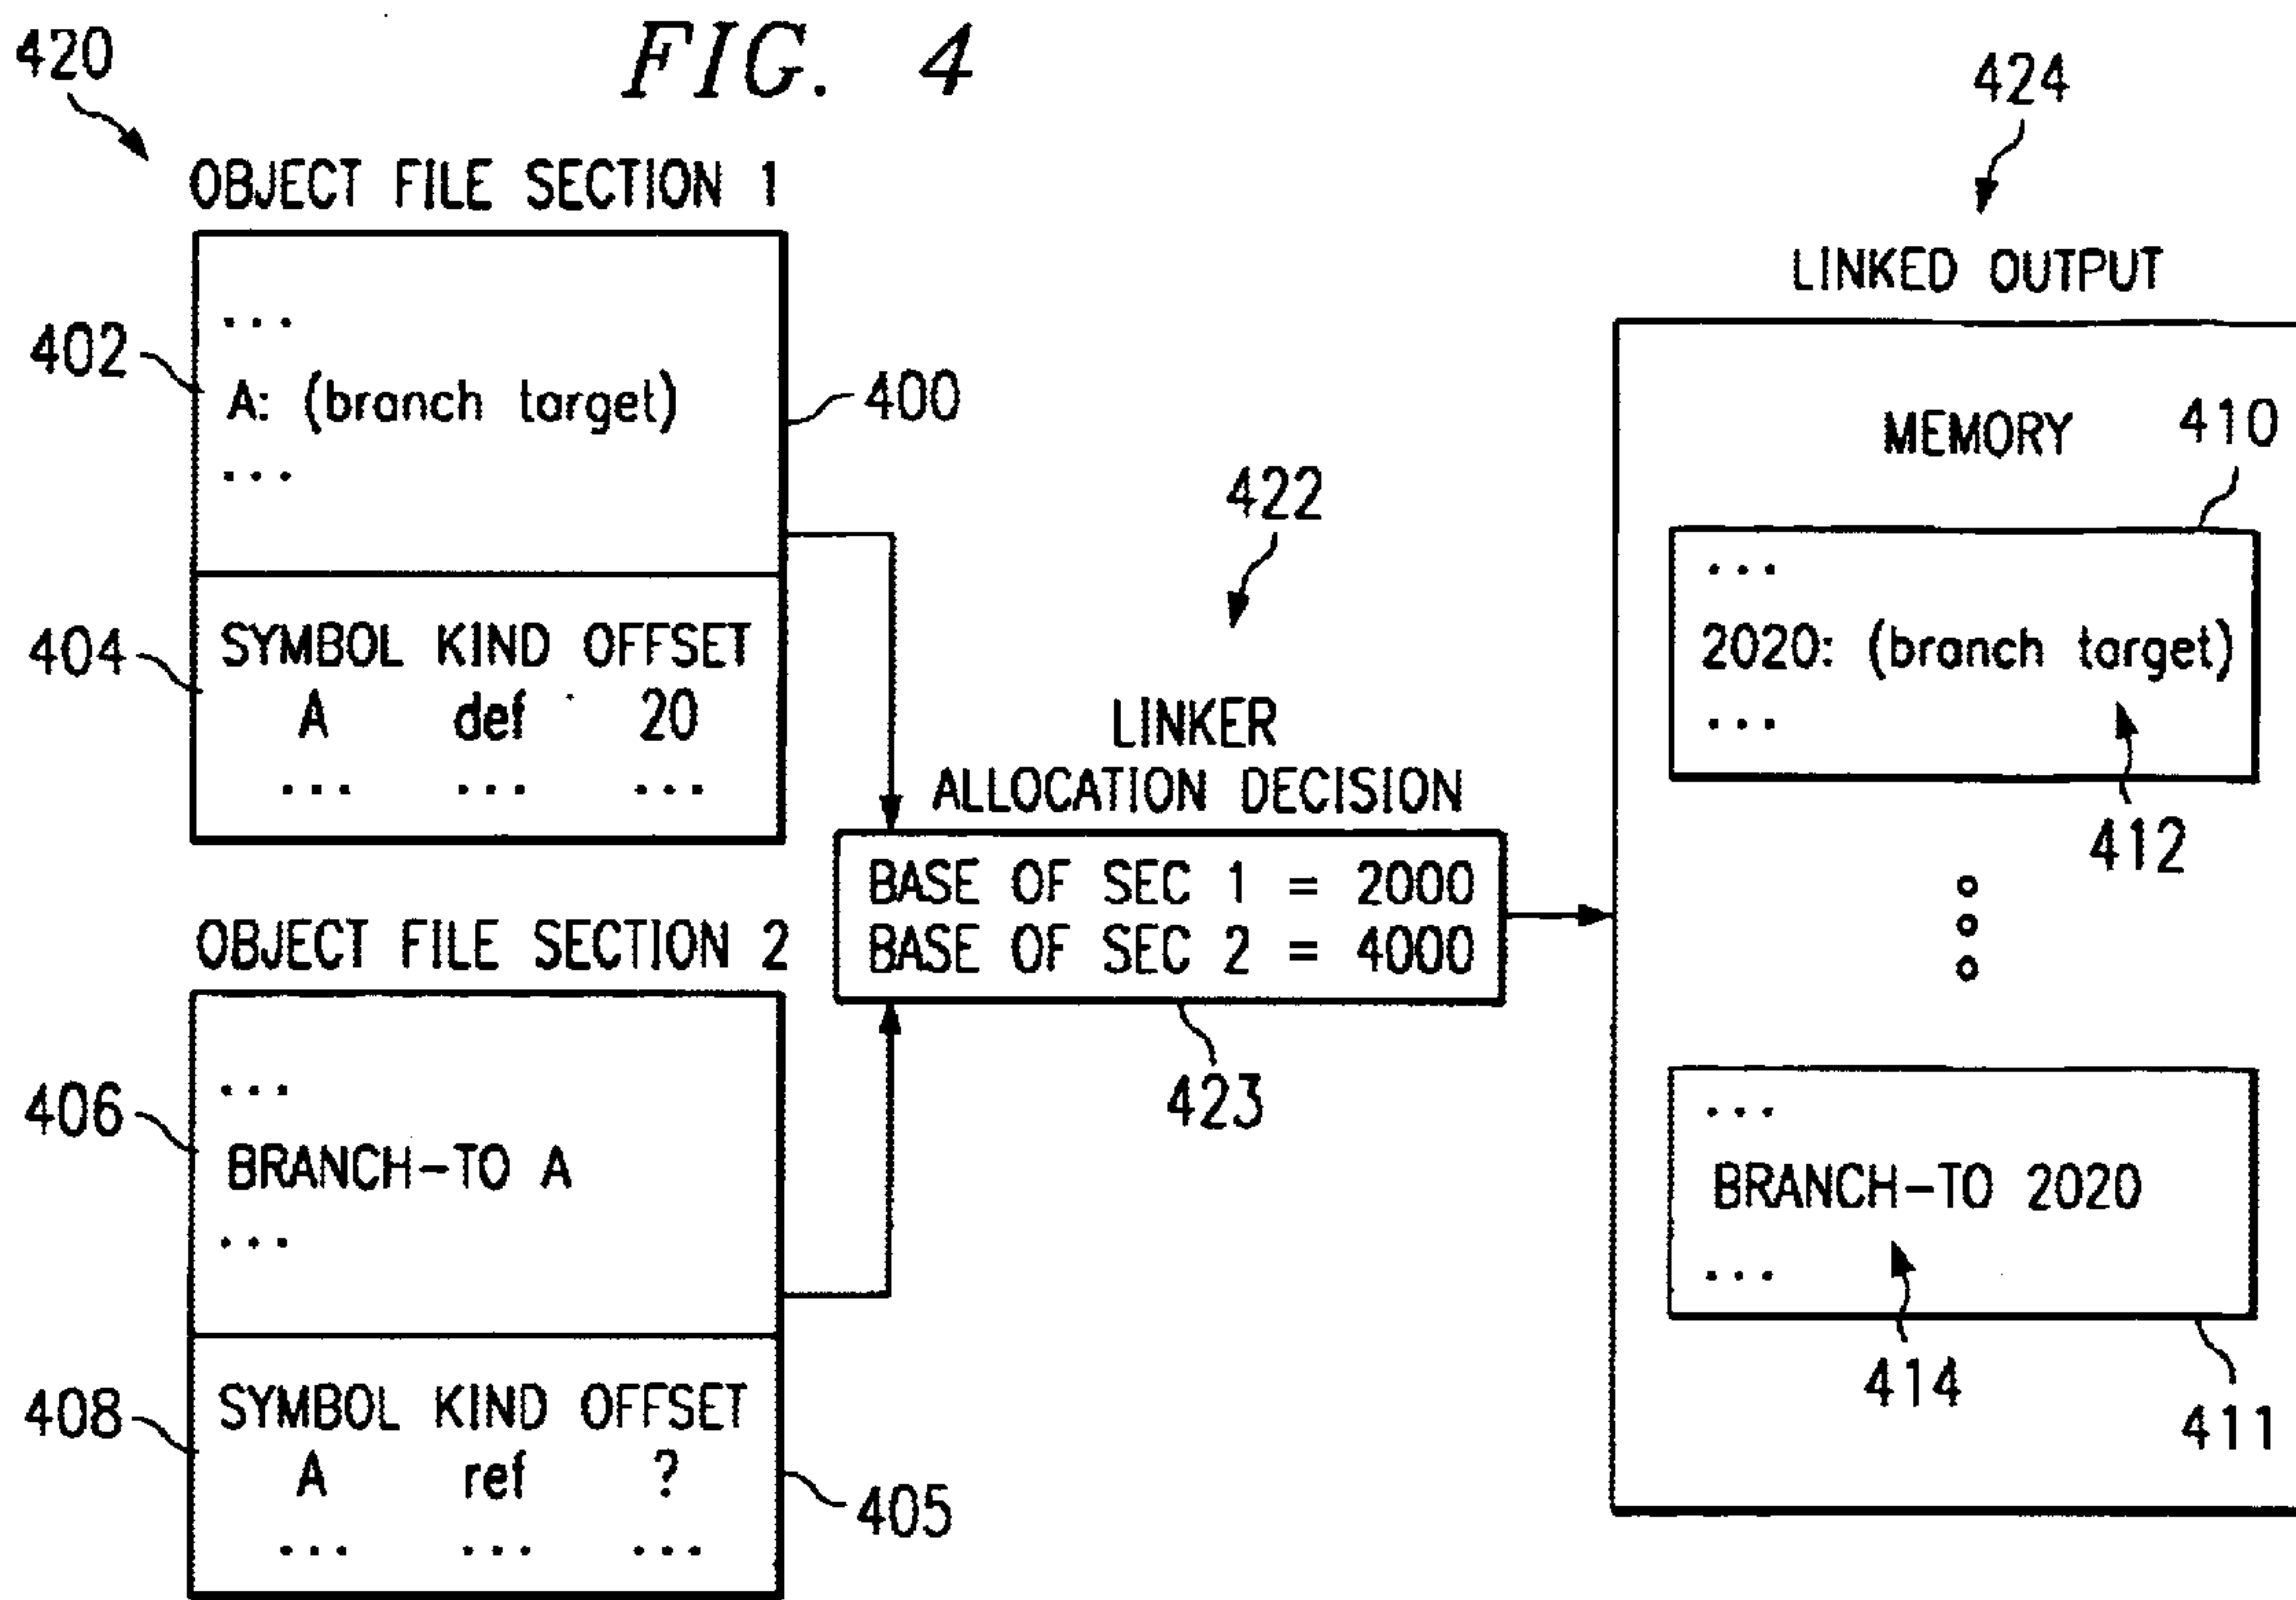 FIG. 4
420
OBJECT FILE SECTION 1
...
402
A: (branch target)
400
...
404
SYMBOL KIND OFFSET
A def 20
... ... ...
OBJECT FILE SECTION 2
...
406
BRANCH-TO A
...
408
SYMBOL KIND OFFSET
A ref ?
405
... ... ...
422
LINKER
ALLOCATION DECISION
BASE OF SEC 1 = 2000
BASE OF SEC 2 = 4000
423
424
LINKED OUTPUT
MEMORY
410
...
2020: (branch target)
...
412
...
BRANCH-TO 2020
...
414
411